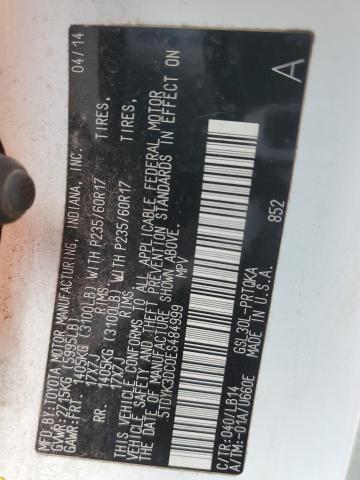 MFD.BY:TOYOTA MOTOR MANUFACTURING, INDIANA, INC. 04/14
GVWR:2715KG (5995LB)
GAWR:FRT. 1405KG (3100LB) WITH P235/60R17 TIRES,
17X7J RIMS
RR. 1405KG (3100LB) WITH P235/60R17 TIRES,
17X7J RIMS
THIS VEHICLE CONFORMS TO ALL APPLICABLE FEDERAL MOTOR
VEHICLE SAFETY AND THEFT PREVENTION STANDARDS IN EFFECT ON
THE DATE OF MANUFACTURE SHOWN ABOVE.
5TDYK3DC0ES484999 MPV
A
852
C/TR:040/LB14 GSL30L-PRTQKA
A/TM:-01A/U660E MADE IN U.S.A.